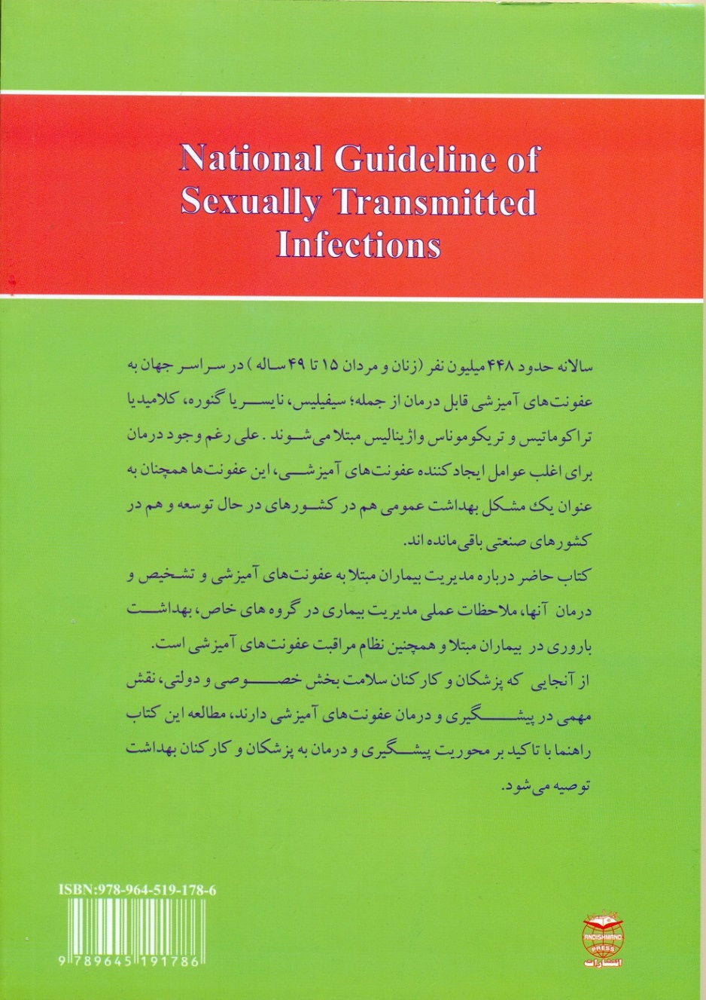 National Guideline of
Sexually Transmitted
Infections
سالانه حدود ۴۴۸ میلیون نفر (زنان و مردان ۱۵ تا ۴۹ ساله ) در سراسر جهان به
عفونت‌های آمیزشی قابل درمان از جمله؛ سیفیلیس، نایسریا گنوره، کلامیدیا
تراکوماتیس و تریکوموناس واژینالیس مبتلا می‌شوند . علی رغم وجود درمان
برای اغلب عوامل ایجادکننده عفونت‌های آمیزشی، این عفونت‌ها همچنان به
عنوان یک مشکل بهداشت عمومی هم در کشورهای در حال توسعه و هم در
کشورهای صنعتی باقی‌مانده اند.
کتاب حاضر درباره مدیریت بیماران مبتلا به عفونت‌های آمیزشی و تشخیص و
درمان آنها، ملاحظات عملی مدیریت بیماری در گروه های خاص، بهداشت
باروری در بیماران مبتلا و همچنین نظام مراقبت عفونت‌های آمیزشی است.
از آنجایی که پزشکان و کارکنان سلامت بخش خصوصی و دولتی، نقش
مهمی در پیشگیری و درمان عفونت‌های آمیزشی دارند، مطالعه این کتاب
راهنما با تاکید بر محوریت پیشگیری و درمان به پزشکان و کارکنان بهداشت
توصیه می‌شود.
ISBN:978-964-519-178-6
9 789645 191786
ANDISHMAND
PRESS
انتشارات